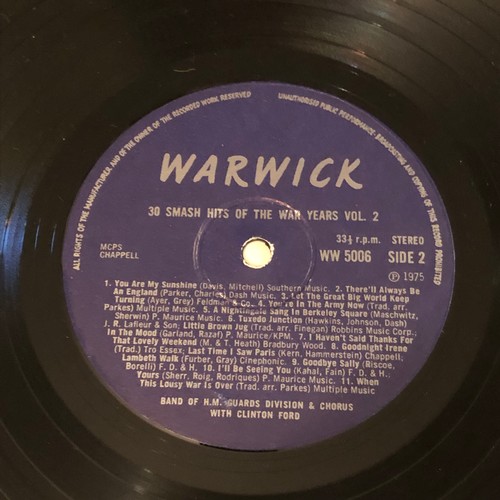 ALL RIGHTS OF THE MANUFACTURER AND OF THE OWNER OF THE RECORDED WORK RESERVED
UNAUTHORISED PUBLIC PERFORMANCE, BROADCASTING AND COPYING OF THIS RECORD PROHIBITED
WARWICK
30 SMASH HITS OF THE WAR YEARS VOL. 2
33⅓ r.p.m. STEREO
MCPS
CHAPPELL
WW 5006 SIDE 2
Ⓟ 1975
1. You Are My Sunshine (Davis, Mitchell) Southern Music. 2. There'll Always Be
An England (Parker, Charles) Dash Music. 3. Let The Great Big World Keep
Turning (Ayer, Grey) Feldman & Co. 4. You're In The Army Now (Trad. arr.
Parkes) Multiple Music. 5. A Nightingale Sang In Berkeley Square (Maschwitz,
Sherwin) P. Maurice Music. 6. Tuxedo Junction (Hawkins, Johnson, Dash)
J. R. Lafleur & Son; Little Brown Jug (Trad. arr. Finegan) Robbins Music Corp.;
In The Mood (Garland, Razaf) P. Maurice/KPM. 7. I Haven't Said Thanks For
That Lovely Weekend (M. & T. Heath) Bradbury Wood. 8. Goodnight-Irene
(Trad.) Tro Essex; Last Time I Saw Paris (Kern, Hammerstein) Chappell;
Lambeth Walk (Furber, Gray) Cinephonic. 9. Goodbye Sally (Riscoe,
Borelli) F. D. & H. 10. I'll Be Seeing You (Kahal, Fain) F. D. & H.,
Yours (Sherr, Roig, Rodriques) P. Maurice Music. 11. When
This Lousy War Is Over (Trad. arr. Parkes) Multiple Music
BAND OF H.M. GUARDS DIVISION & CHORUS
WITH CLINTON FORD